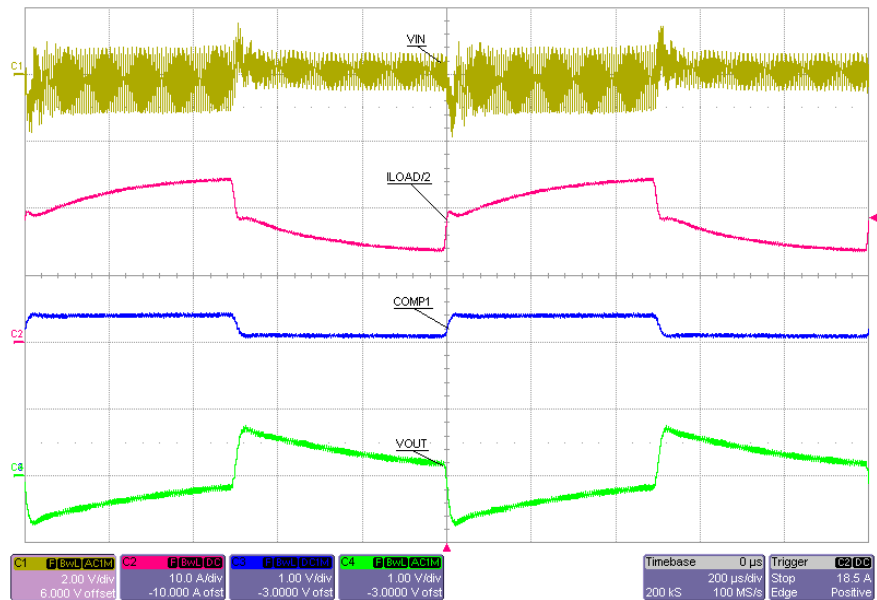 C1
VIN
ILOAD/2
C2
COMP1
VOUT
C1 F BwL AC1M
2.00 V/div
6.000 V offset
C2 F BwL DC
10.0 A/div
-10.000 A ofst
C3
1.00 V/div
-3.0000 V ofst
C4 F BwL AC1M
1.00 V/div
-3.0000 V ofst
Timebase 0 µs
200 µs/div
200 kS 100 MS/s
Trigger C2 DC
Stop 18.5 A
Edge Positive